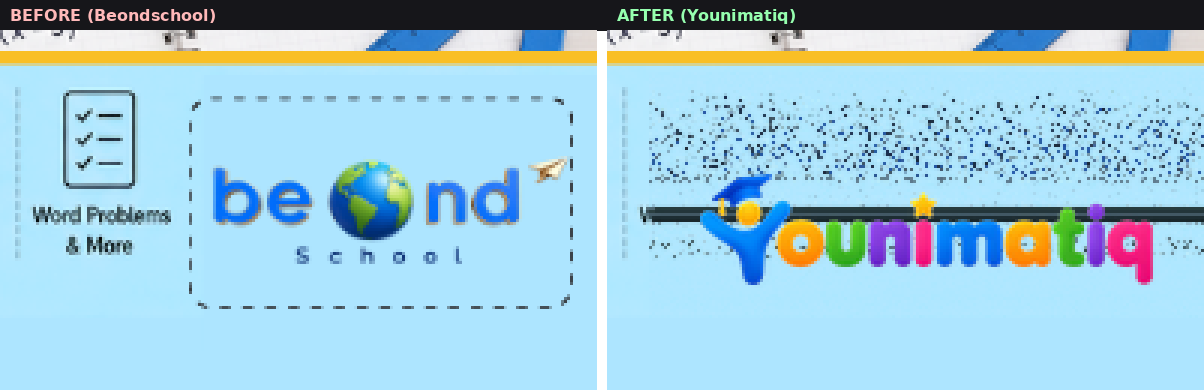 BEFORE (Beondschool)
AFTER (Younimatiq)
Word Problems
& More
be nd
School
Younimatiq